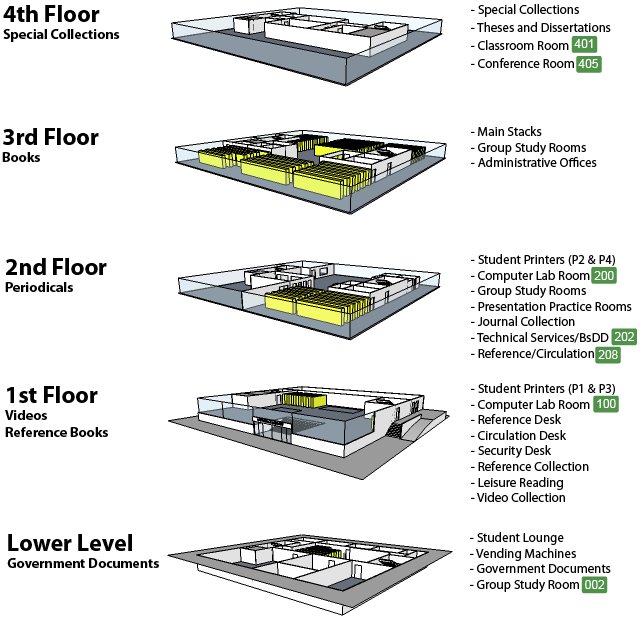 4th Floor
Special Collections
- Special Collections
- Theses and Dissertations
- Classroom Room 401
- Conference Room 405
3rd Floor
Books
- Main Stacks
- Group Study Rooms
- Administrative Offices
2nd Floor
Periodicals
- Student Printers (P2 & P4)
- Computer Lab Room 200
- Group Study Rooms
- Presentation Practice Rooms
- Journal Collection
- Technical Services/BsDD 202
- Reference/Circulation 208
1st Floor
Videos
Reference Books
- Student Printers (P1 & P3)
- Computer Lab Room 100
- Reference Desk
- Circulation Desk
- Security Desk
- Reference Collection
- Leisure Reading
- Video Collection
Lower Level
Government Documents
- Student Lounge
- Vending Machines
- Government Documents
- Group Study Room 002